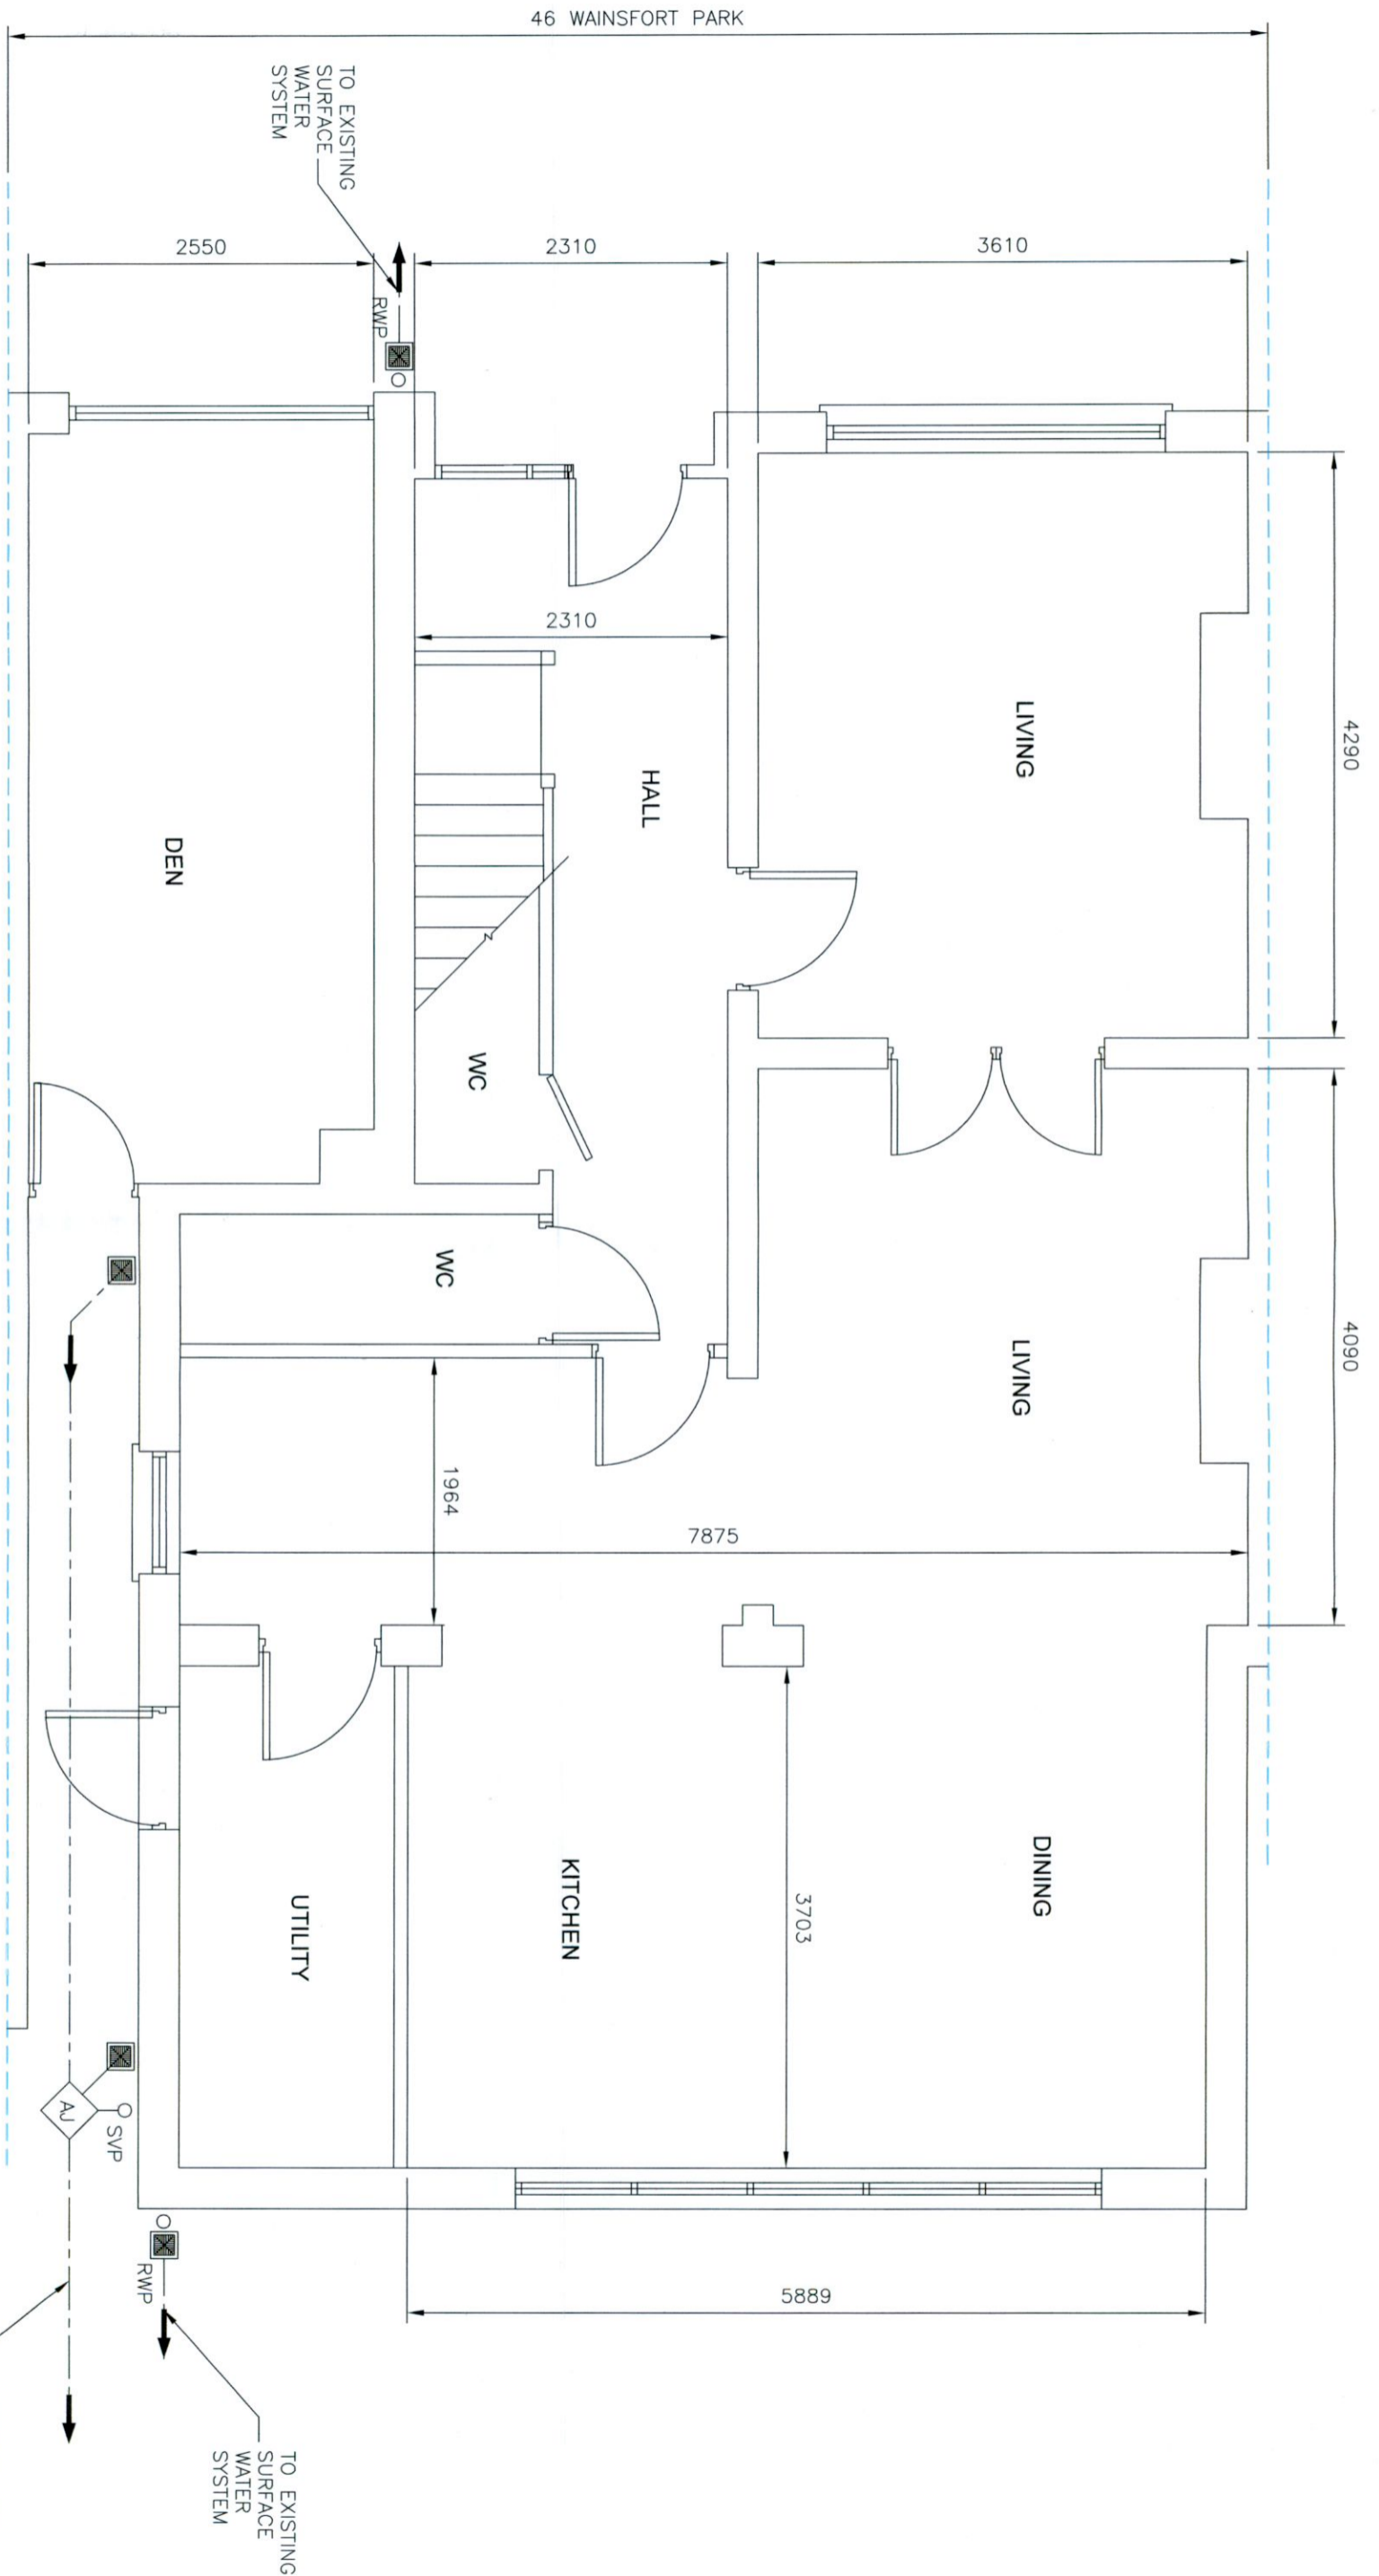 46 WAINSFORT PARK
TO EXISTING
SURFACE
WATER
SYSTEM
2550
2310
3610
RWP
4290
2310
LIVING
HALL
DEN
WC
4090
WC
LIVING
1964
7875
DINING
3703
KITCHEN
UTILITY
AJ
SVP
RWP
5889
TO EXISTING
SURFACE
WATER
SYSTEM